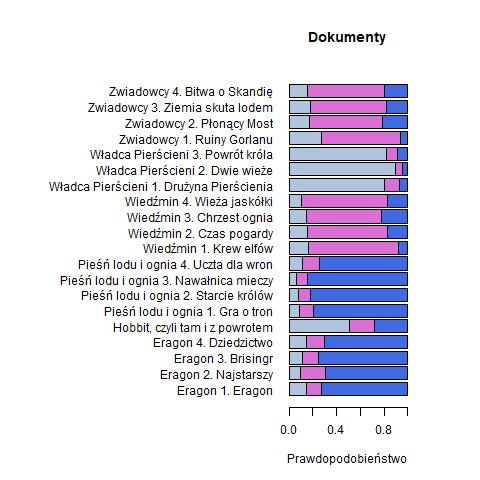 Dokumenty
Zwiadowcy 4. Bitwa o Skandię
Zwiadowcy 3. Ziemia skuta lodem
Zwiadowcy 2. Płonący Most
Zwiadowcy 1. Ruiny Gorlanu
Władca Pierścieni 3. Powrót króla
Władca Pierścieni 2. Dwie wieże
Władca Pierścieni 1. Drużyna Pierścienia
Wiedźmin 4. Wieża jaskółki
Wiedźmin 3. Chrzest ognia
Wiedźmin 2. Czas pogardy
Wiedźmin 1. Krew elfów
Pieśń lodu i ognia 4. Uczta dla wron
Pieśń lodu i ognia 3. Nawałnica mieczy
Pieśń lodu i ognia 2. Starcie królów
Pieśń lodu i ognia 1. Gra o tron
Hobbit, czyli tam i z powrotem
Eragon 4. Dziedzictwo
Eragon 3. Brisingr
Eragon 2. Najstarszy
Eragon 1. Eragon
0.0 0.4 0.8
Prawdopodobieństwo